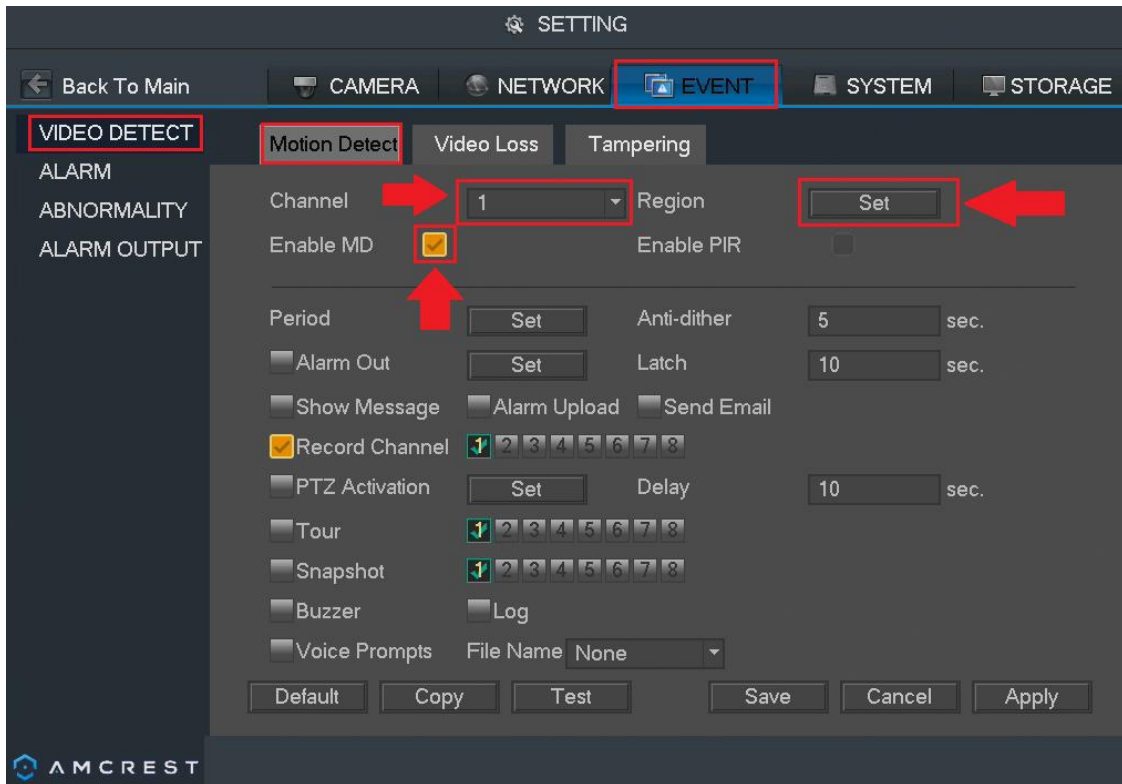 SETTING
Back To Main CAMERA NETWORK EVENT SYSTEM STORAGE
VIDEO DETECT
ALARM
ABNORMALITY
ALARM OUTPUT
Motion Detect Video Loss Tampering
Channel 1 Region Set
Enable MD Enable PIR
Period Set Anti-dither 5 sec.
Alarm Out Set Latch 10 sec.
Show Message Alarm Upload Send Email
Record Channel 1 2 3 4 5 6 7 8
PTZ Activation Set Delay 10 sec.
Tour 1 2 3 4 5 6 7 8
Snapshot 1 2 3 4 5 6 7 8
Buzzer Log
Voice Prompts File Name None
Default Copy Test Save Cancel Apply
AMCREST